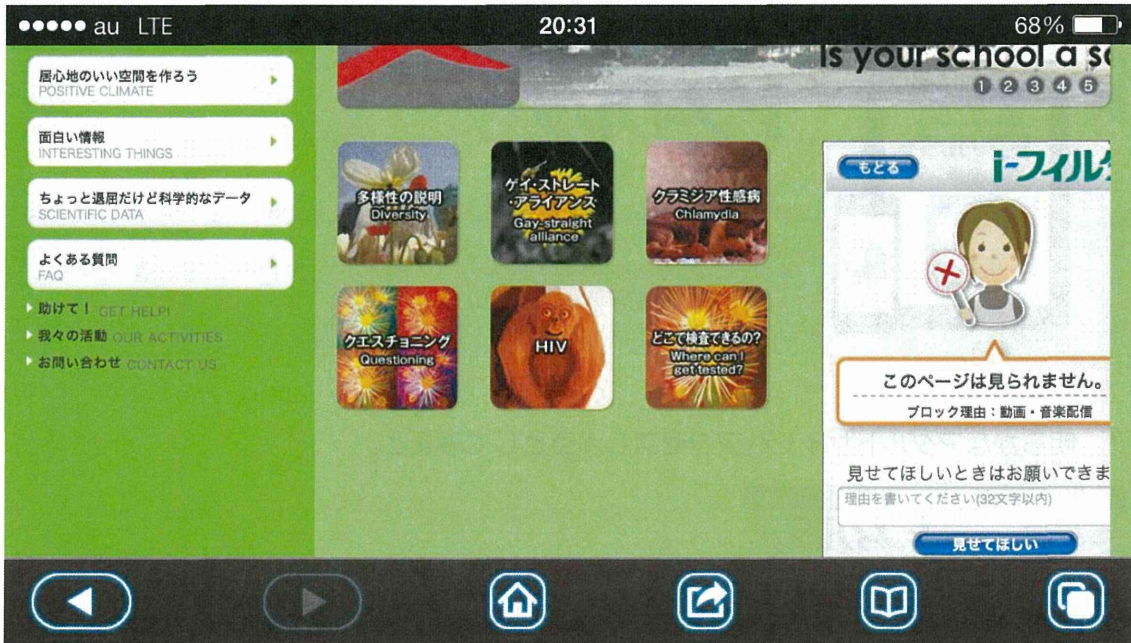 au LTE 20:31 68%
居心地のいい空間を作ろう
POSITIVE CLIMATE
面白い情報
INTERESTING THINGS
ちょっと退屈だけど科学的なデータ
SCIENTIFIC DATA
よくある質問
FAQ
助けて! GET HELP!
我々の活動 OUR ACTIVITIES
お問い合わせ CONTACT US
Is your school a s
1 2 3 4 5
多様性の説明
Diversity
ゲイ・ストレート
・アライアンス
Gay-straight
alliance
クラミジア性感病
Chlamydia
クエスチョニング
Questioning
HIV
どこで検査できるの?
Where can I
get tested?
もどる
i-フィル
このページは見られません。
ブロック理由:動画・音楽配信
見せてほしいときはお願いできま
理由を書いてください(32文字以内)
見せてほしい